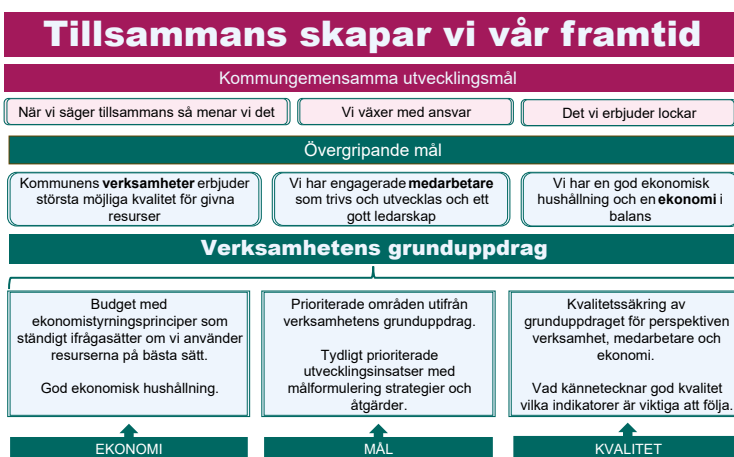 Tillsammans skapar vi vår framtid
Kommungemensamma utvecklingsmål
När vi säger tillsammans så menar vi det
Vi växer med ansvar
Det vi erbjuder lockar
Övergripande mål
Kommunens verksamheter erbjuder
största möjliga kvalitet för givna
resurser
Vi har engagerade medarbetare
som trivs och utvecklas och ett
gott ledarskap
Vi har en god ekonomisk
hushållning och en ekonomi i
balans
Verksamhetens grunduppdrag
Budget med
ekonomistyrningsprinciper som
ständigt ifrågasätter om vi använder
resurserna på bästa sätt.
God ekonomisk hushållning.
Prioriterade områden utifrån
verksamhetens grunduppdrag.
Tydligt prioriterade
utvecklingsinsatser med
målformulering strategier och
åtgärder.
Kvalitetssäkring av
grunduppdraget för perspektiven
verksamhet, medarbetare och
ekonomi.
Vad kännetecknar god kvalitet
vilka indikatorer är viktiga att följa.
EKONOMI
MÅL
KVALITET